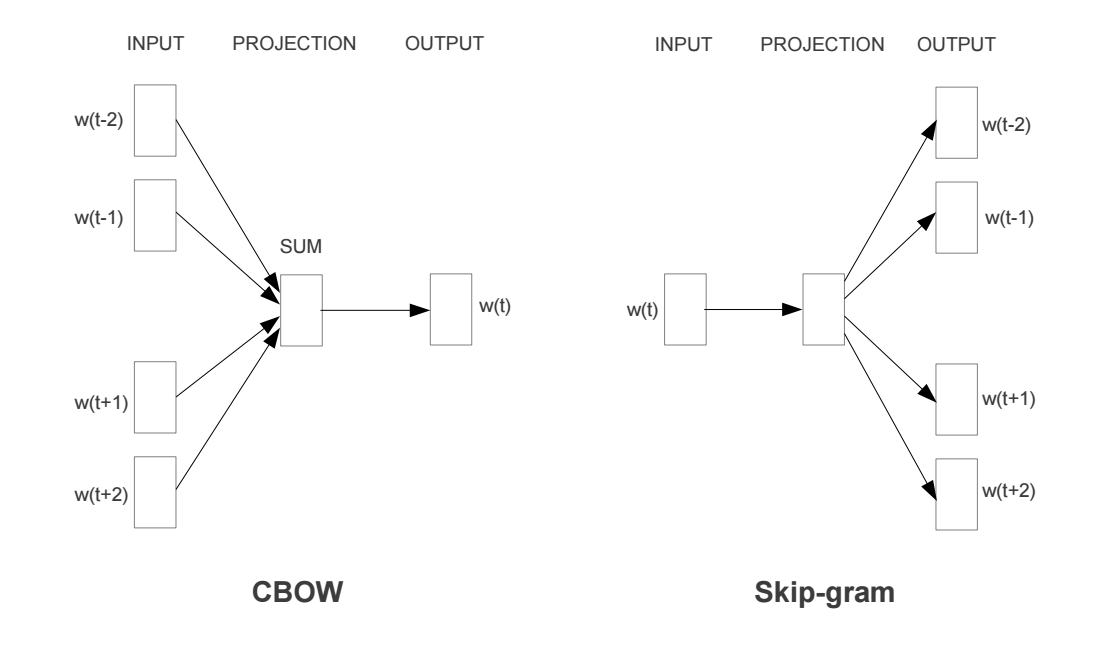 INPUT PROJECTION OUTPUT
w(t-2)
w(t-1)
SUM
w(t)
w(t+1)
w(t+2)
CBOW
INPUT PROJECTION OUTPUT
w(t-2)
w(t-1)
w(t)
w(t+1)
w(t+2)
Skip-gram